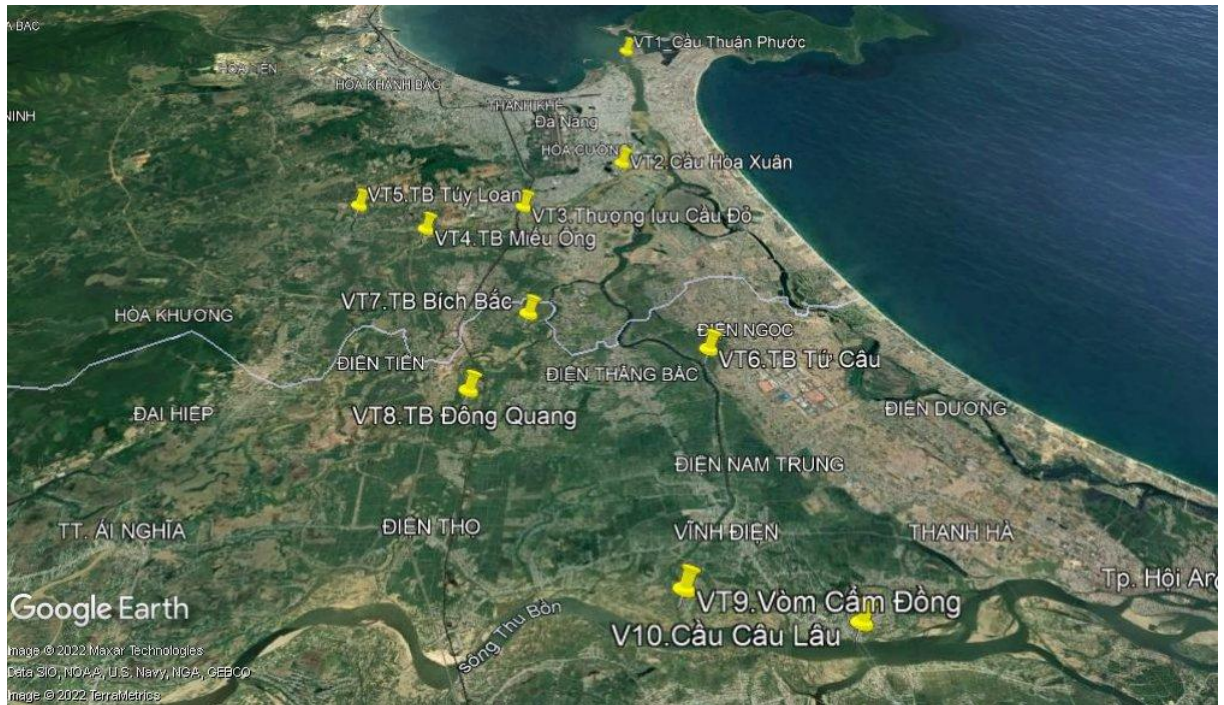 A BAC
VT1_Cầu Thuận Phước
HÒA KHÁNH BẮC
NINH
THANH KHÊ
Đà Nẵng
HÒA CƯỜNG
VT2.Cầu Hòa Xuân
VT5.TB Túy Loan
VT3.Thượng lưu Cầu Đỏ
VT4.TB Miếu Ông
VT7.TB Bích Bắc
HÒA KHƯƠNG
ĐIỆN NGỌC
ĐIỆN TIẾN
ĐIỆN THẮNG BẮC
VT6.TB Tứ Câu
ĐẠI HIỆP
VT8.TB Đông Quang
ĐIỆN DƯƠNG
ĐIỆN NAM TRUNG
TT. ÁI NGHĨA
ĐIỆN THỌ
VĨNH ĐIỆN
THANH HÀ
Tp. Hội An
Google Earth
VT9.Vòm Cẩm Đồng
Sông Thu Bồn
V10.Cầu Câu Lâu
Image © 2022 Maxar Technologies
Data SIO, NOAA, U.S. Navy, NGA, GEBCO
Image © 2022 TerraMetrics